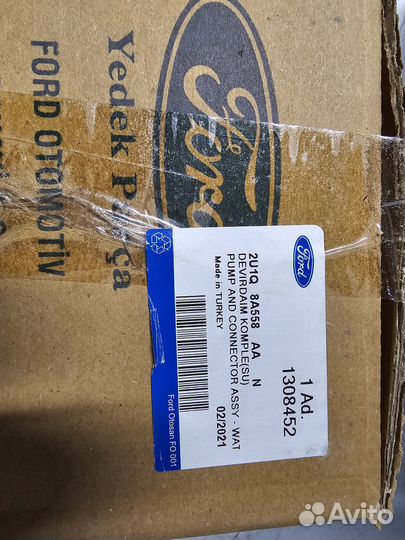 Yedek Parça
FORD OTOMOTİV
Ford
1 Ad.
1308452
2U1Q 8A558 AA N
DEVIRDAIM KOMPLE(SU)
PUMP AND CONNECTOR ASSY - WAT
Made in TURKEY
02/2021
Ford Otosan FO 001
Avito